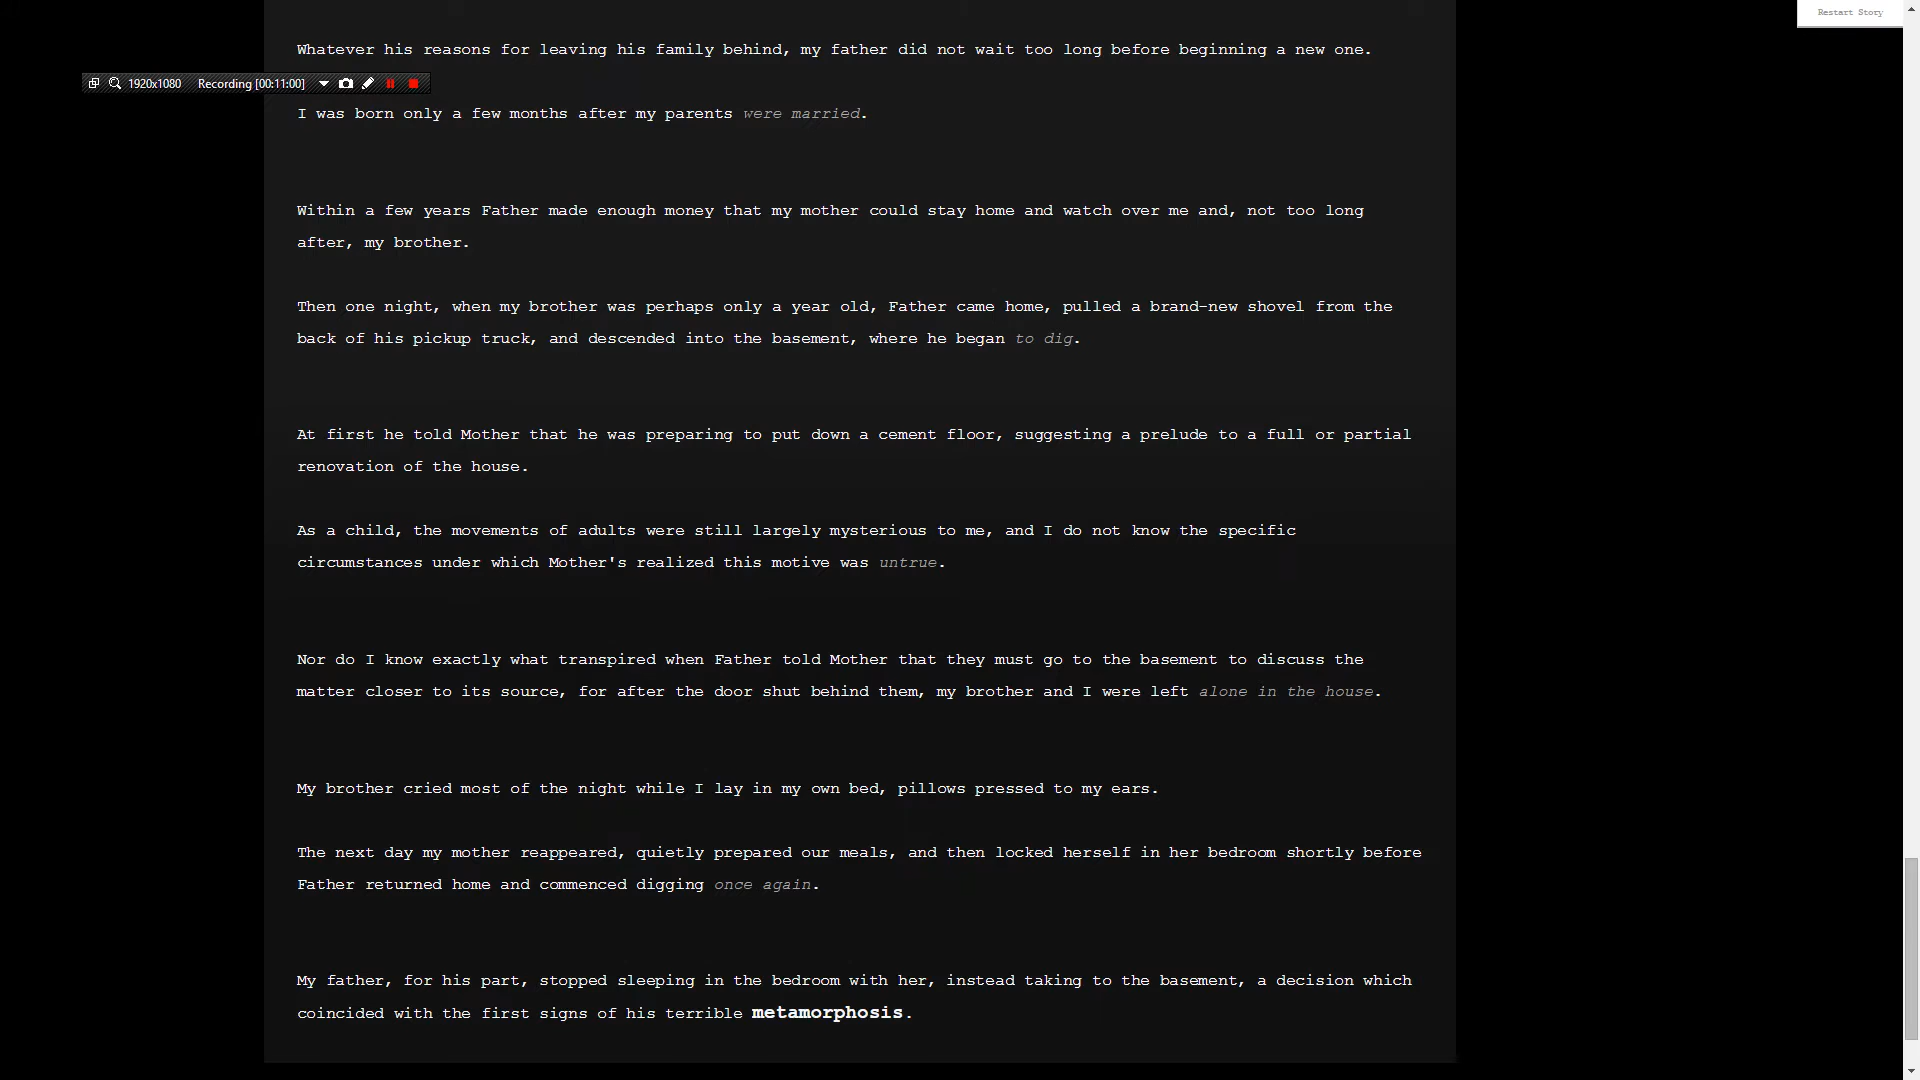 Restart Story
Whatever his reasons for leaving his family behind, my father did not wait too long before beginning a new one.
1920x1080 Recording [00:11:00]
I was born only a few months after my parents were married.
Within a few years Father made enough money that my mother could stay home and watch over me and, not too long
after, my brother.
Then one night, when my brother was perhaps only a year old, Father came home, pulled a brand-new shovel from the
back of his pickup truck, and descended into the basement, where he began to dig.
At first he told Mother that he was preparing to put down a cement floor, suggesting a prelude to a full or partial
renovation of the house.
As a child, the movements of adults were still largely mysterious to me, and I do not know the specific
circumstances under which Mother's realized this motive was untrue.
Nor do I know exactly what transpired when Father told Mother that they must go to the basement to discuss the
matter closer to its source, for after the door shut behind them, my brother and I were left alone in the house.
My brother cried most of the night while I lay in my own bed, pillows pressed to my ears.
The next day my mother reappeared, quietly prepared our meals, and then locked herself in her bedroom shortly before
Father returned home and commenced digging once again.
My father, for his part, stopped sleeping in the bedroom with her, instead taking to the basement, a decision which
coincided with the first signs of his terrible metamorphosis.